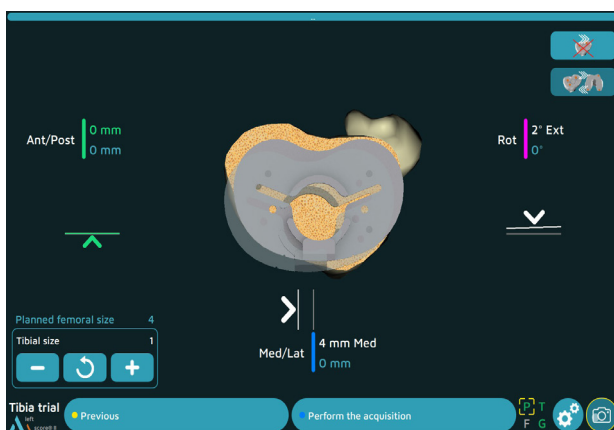 Ant/Post
0 mm
0 mm
Rot
2° Ext
0°
Planned femoral size 4
Tibial size 1
Med/Lat
4 mm Med
0 mm
Tibia trial
left
Previous
Perform the acquisition
P T
F G